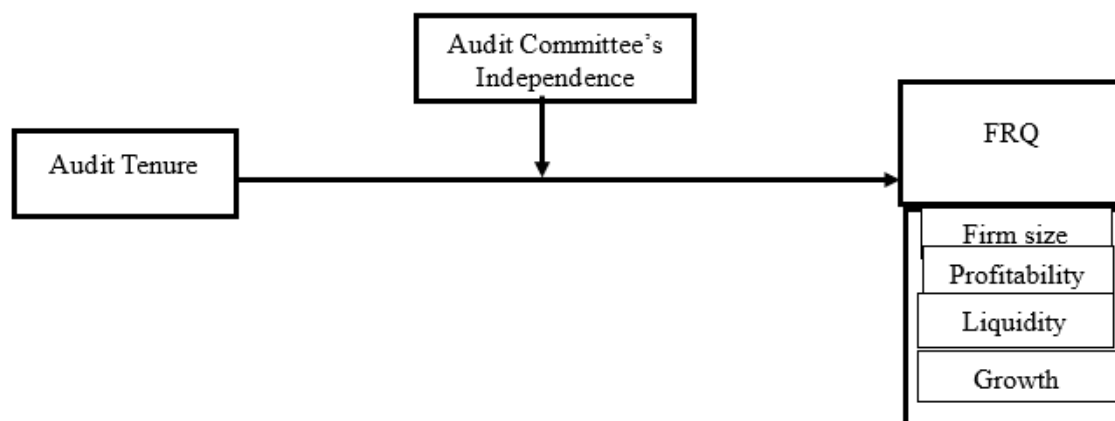 Audit Committee’s
Independence
FRQ
Audit Tenure
Firm size
Profitability
Liquidity
Growth